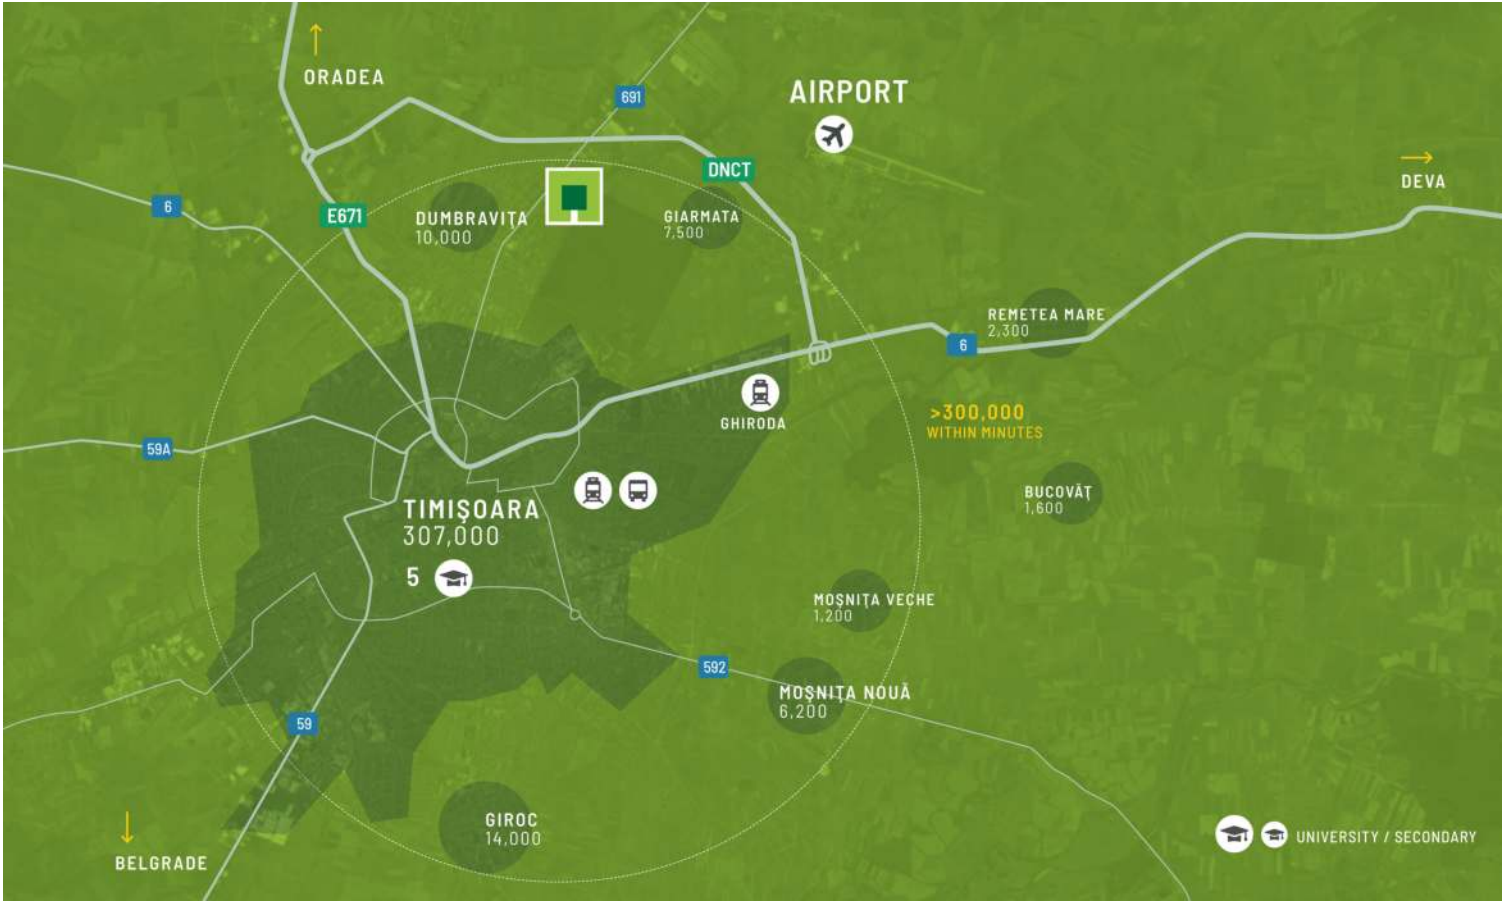 ORADEA
691
AIRPORT
DNCT
DEVA
6
E671
DUMBRAVIȚA
10,000
GIARMATA
7,500
REMETEA MARE
2,300
6
>300,000
WITHIN MINUTES
GHIRODA
59A
TIMIȘOARA
307,000
BUCOVĂȚ
1,600
5
MOȘNIȚA VECHE
1,200
592
MOȘNIȚA NOUĂ
6,200
59
GIROC
14,000
BELGRADE
UNIVERSITY / SECONDARY